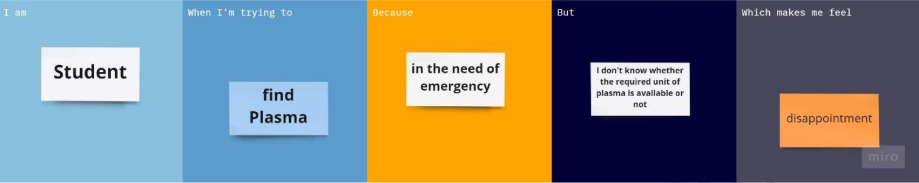 I am
Student
When I'm trying to
find
Plasma
Because
in the need of
emergency
But
I don't know whether
the required unit of
plasma is available or
not
Which makes me feel
disappointment
miro